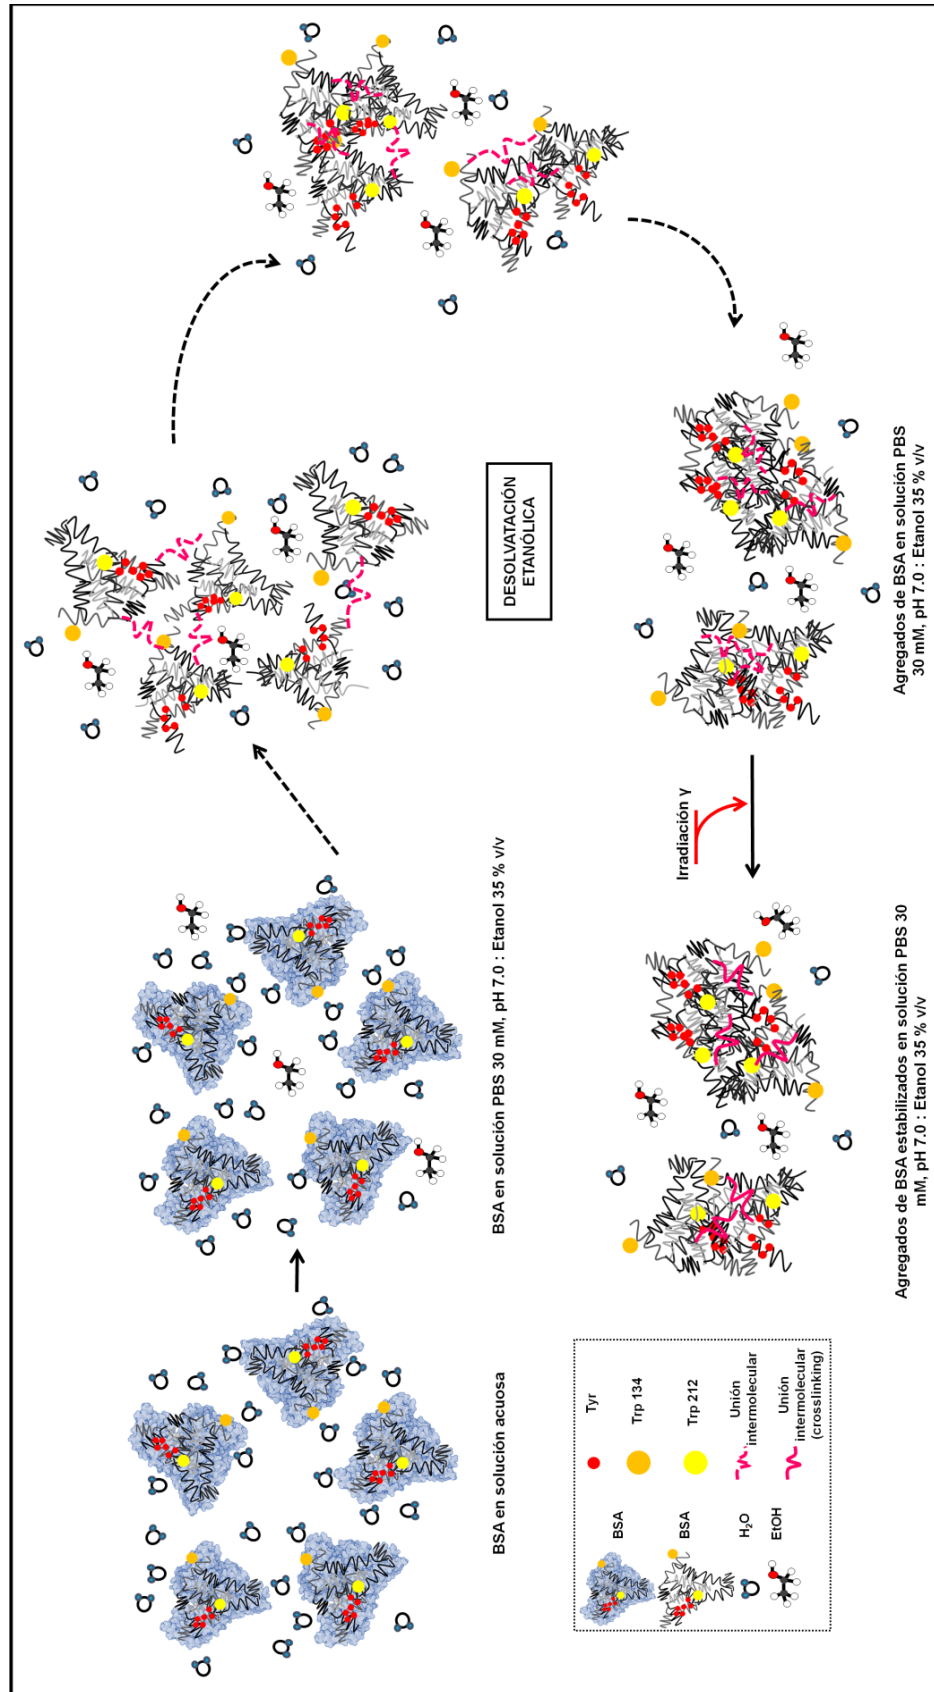 BSA en solución acuosa
BSA en solución PBS 30 mM, pH 7.0 : Etanol 35 % v/v
DESOLVATACIÓN
ETANÓLICA
Agregados de BSA en solución PBS
30 mM, pH 7.0 : Etanol 35 % v/v
Irradiación γ
Agregados de BSA estabilizados en solución PBS 30
mM, pH 7.0 : Etanol 35 % v/v
BSA
BSA
H₂O
EtOH
Tyr
Trp 134
Trp 212
Unión
intermolecular
Unión
intermolecular
(crosslinking)